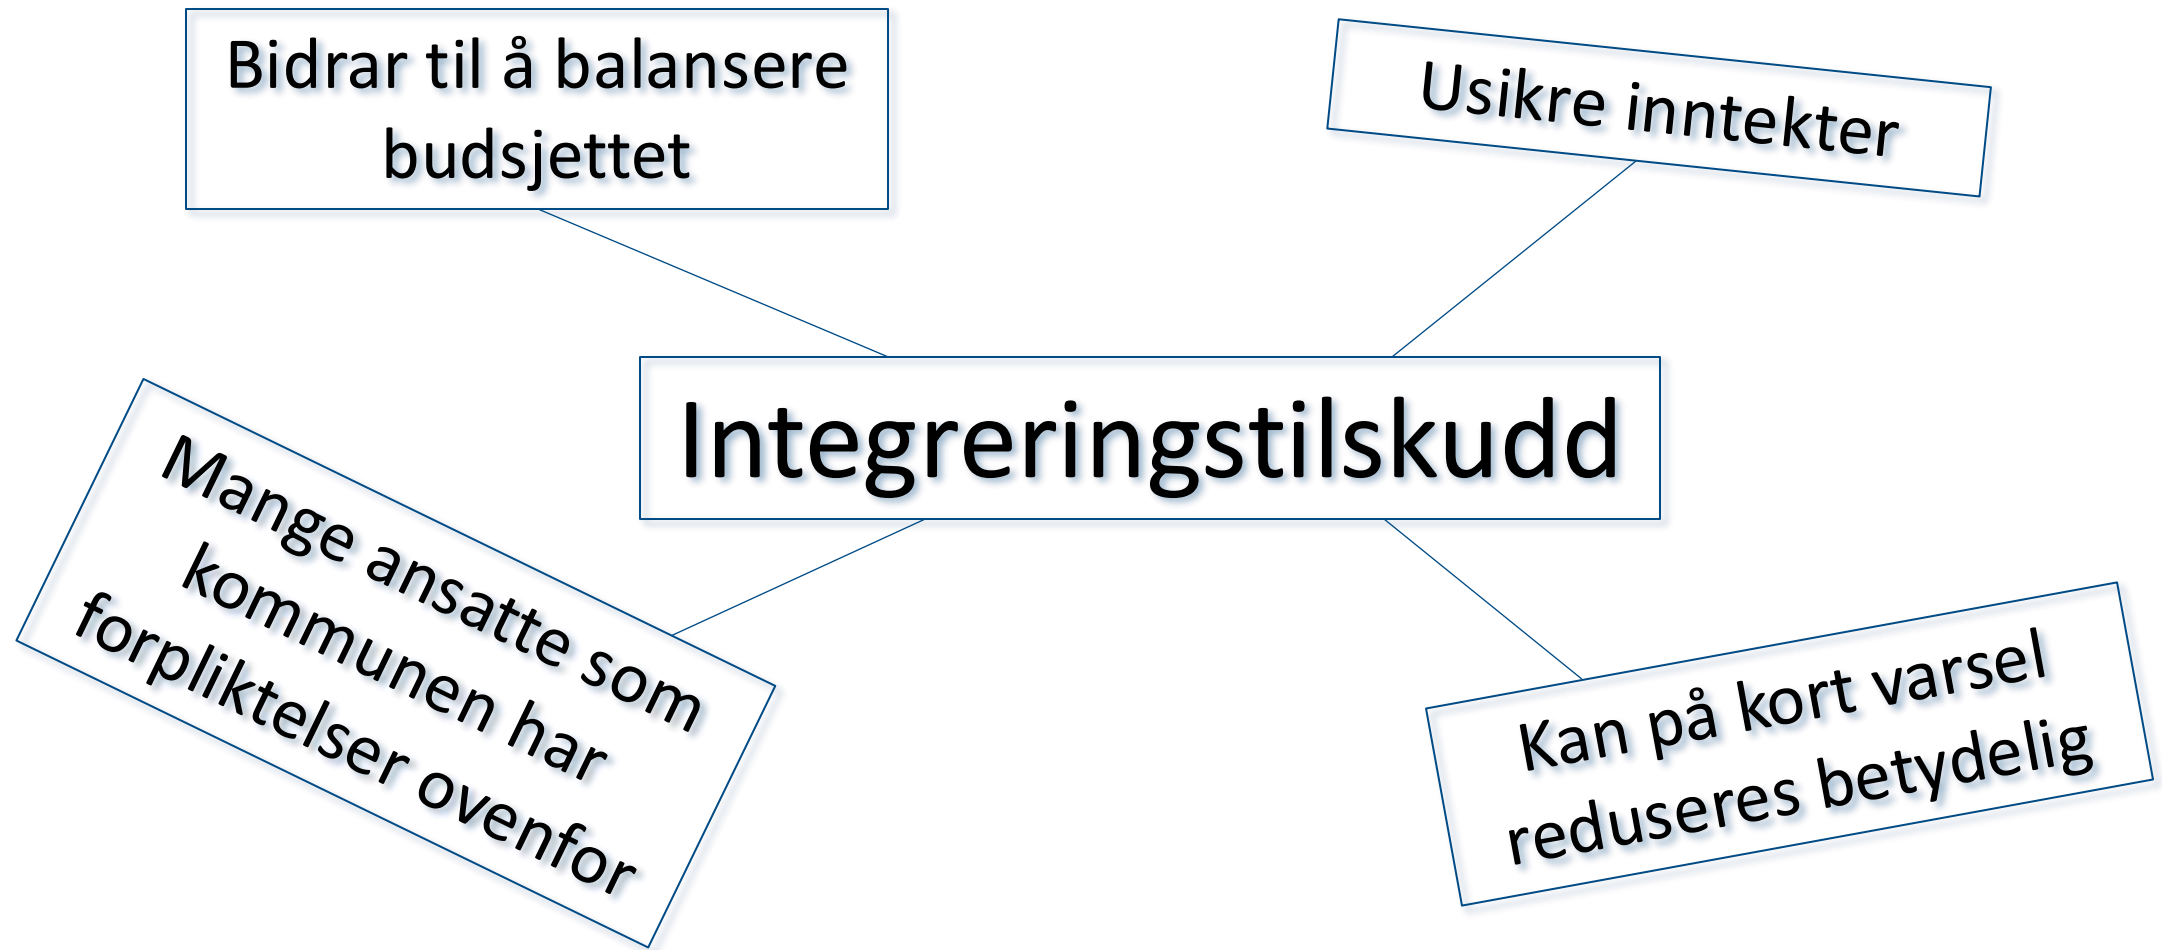 Bidrar til å balansere
budsjettet
Usikre inntekter
Integreringstilskudd
Mange ansatte som
kommunen har
forpliktelser ovenfor
Kan på kort varsel
reduseres betydelig